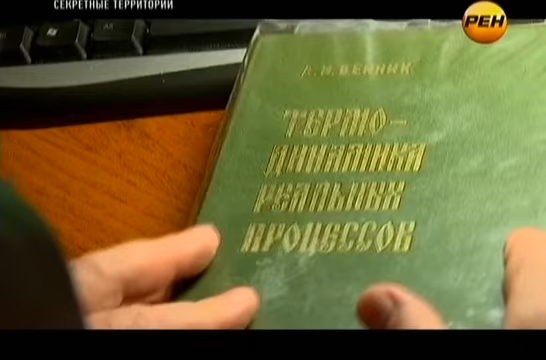 СЕКРЕТНЫЕ ТЕРРИТОРИИ
РЕН
А.И.ВЕЙНИК
ТЕРМО-
ДИНАМИКА
РЕАЛЬНЫХ
ПРОЦЕССОВ